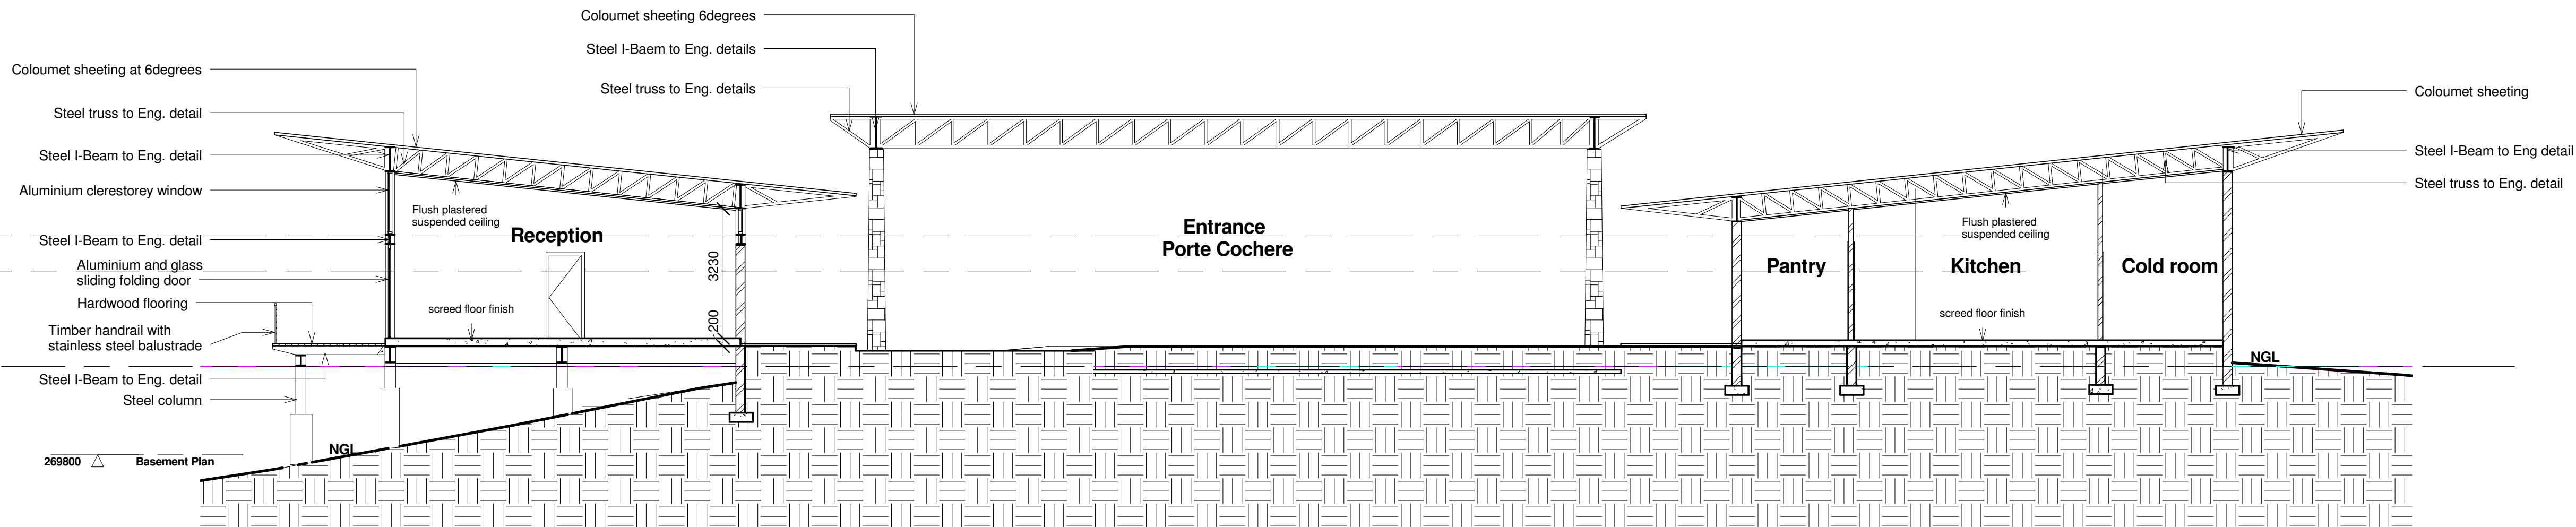 Coloumet sheeting 6degrees
Steel I-Baem to Eng. details
Steel truss to Eng. details
Coloumet sheeting at 6degrees
Steel truss to Eng. detail
Steel I-Beam to Eng. detail
Aluminium clerestorey window
Steel I-Beam to Eng. detail
Aluminium and glass
sliding folding door
Hardwood flooring
Timber handrail with
stainless steel balustrade
Steel I-Beam to Eng. detail
Steel column
NGL
269800
Basement Plan
Flush plastered
suspended ceiling
Reception
screed floor finish
3230
200
Entrance
Porte Cochere
Pantry
Kitchen
Cold room
Flush plastered
suspended ceiling
screed floor finish
NGL
Coloumet sheeting
Steel I-Beam to Eng detail
Steel truss to Eng. detail